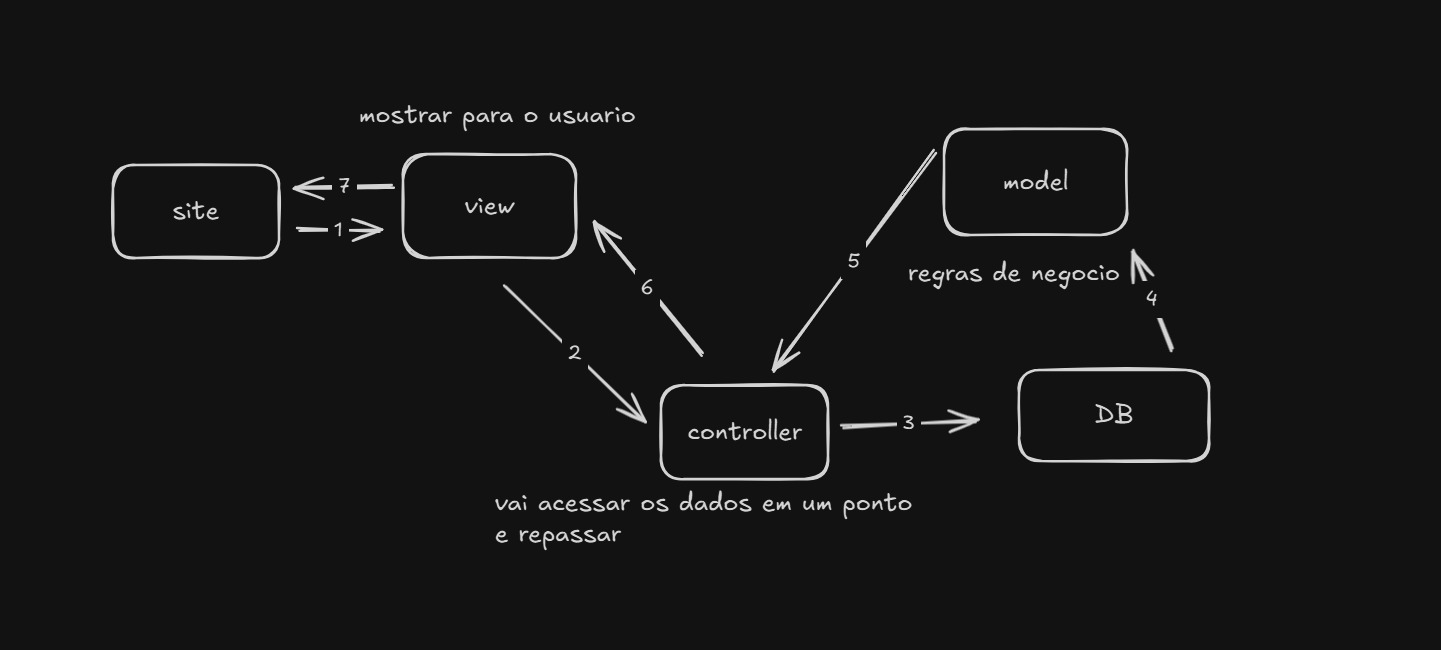 mostrar para o usuario
site
7
1
view
model
5
regras de negocio
6
4
2
controller
3
DB
vai acessar os dados em um ponto
e repassar